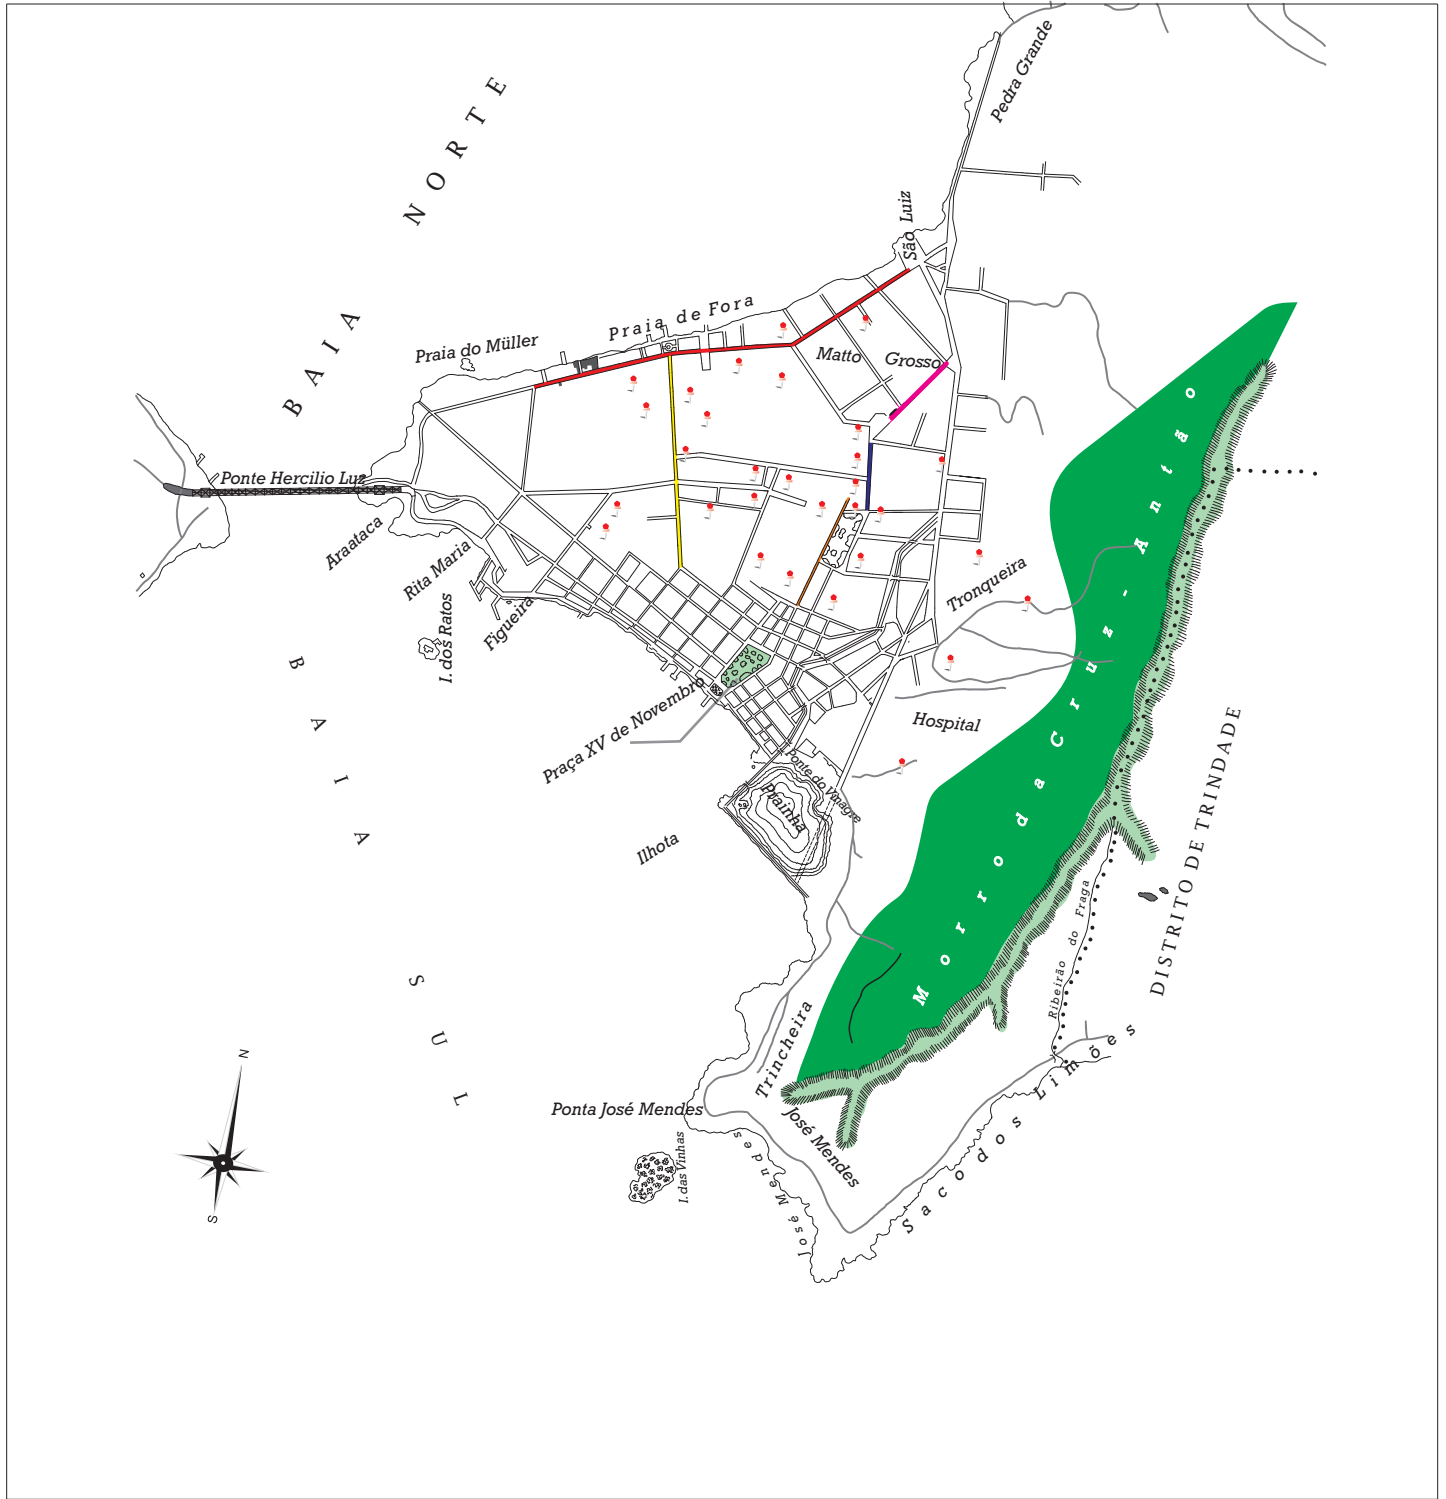 Pedra Grande
BAIA NORTE
São Luiz
Praia de Fora
Praia do Müller
Matto Grosso
Ponte Hercilio Luz
Araataca
Rita Maria
I. dos Ratos
Figueira
Tronqueira
Morro da Cruz - Antão
Praça XV de Novembro
Hospital
Ponte do Vinagre
Prainha
Ilhota
BAIA SUL
DISTRITO DE TRINDADE
Ribeirão do Fraga
Trincheira
Ponta José Mendes
José Mendes
I. das Vinhas
José Mendes
Saco dos Limões
N
S